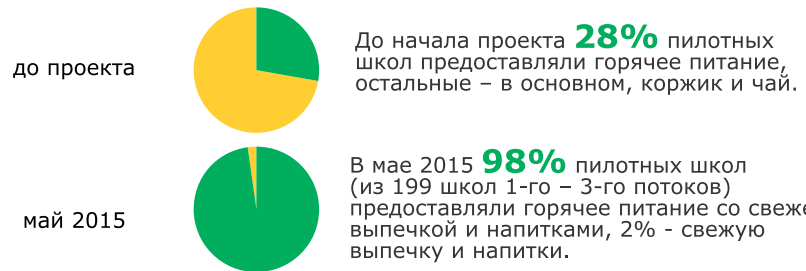 до проекта
До начала проекта 28% пилотных
школ предоставляли горячее питание,
остальные – в основном, коржик и чай.
май 2015
В мае 2015 98% пилотных школ
(из 199 школ 1-го – 3-го потоков)
предоставляли горячее питание со свеже
выпечкой и напитками, 2% - свежую
выпечку и напитки.